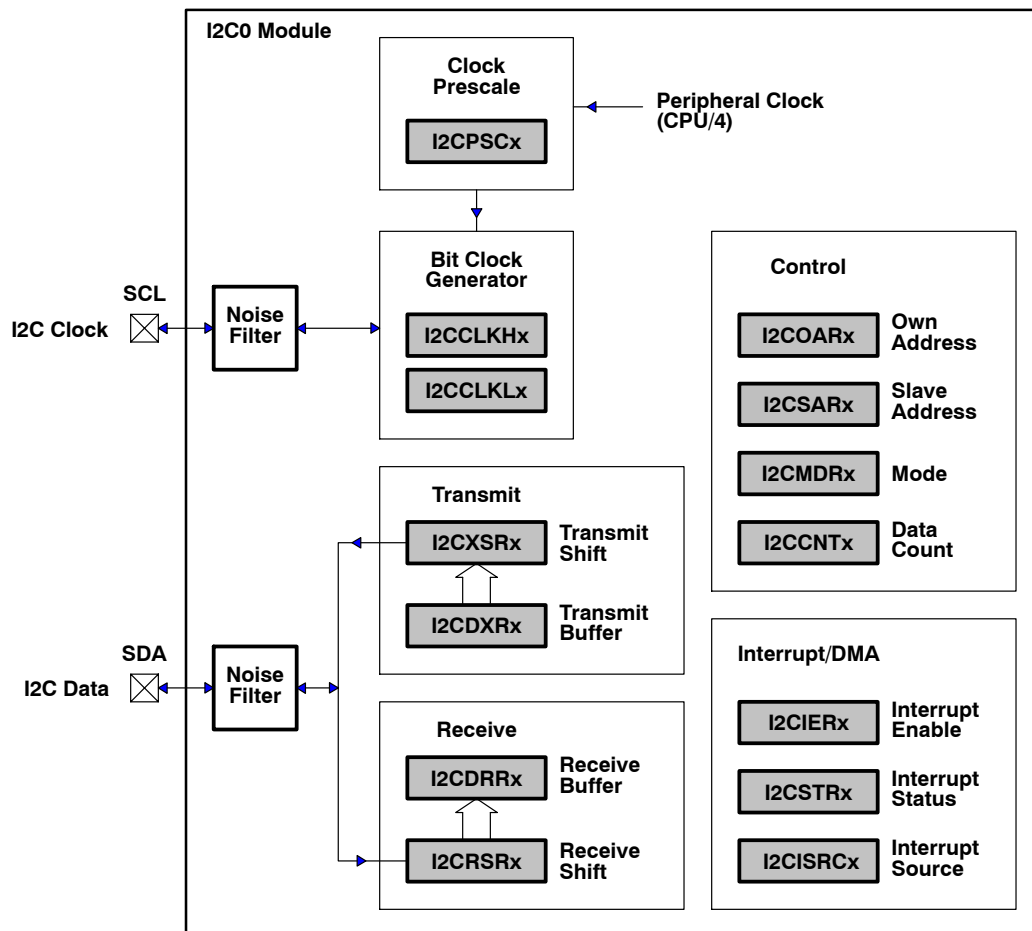 I2C0 Module
Clock
Prescale
I2CPSCx
Peripheral Clock
(CPU/4)
Bit Clock
Generator
I2CCLKHx
I2CCLKLx
SCL
I2C Clock
Noise
Filter
Control
I2COARx
Own
Address
I2CSARx
Slave
Address
I2CMDRx
Mode
I2CCNTx
Data
Count
Transmit
I2CXSRx
Transmit
Shift
I2CDXRx
Transmit
Buffer
SDA
I2C Data
Noise
Filter
Receive
I2CDRRx
Receive
Buffer
I2CRSRx
Receive
Shift
Interrupt/DMA
I2CIERx
Interrupt
Enable
I2CSTRx
Interrupt
Status
I2CISRCx
Interrupt
Source